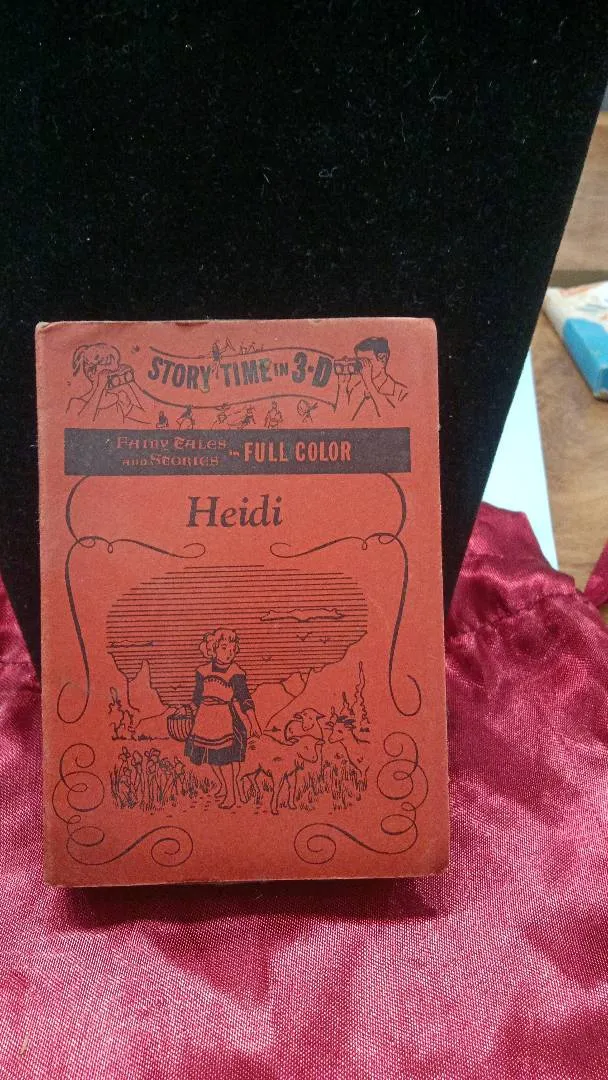 STORY TIME IN 3-D
FAIRY TALES
AND STORIES IN FULL COLOR
Heidi